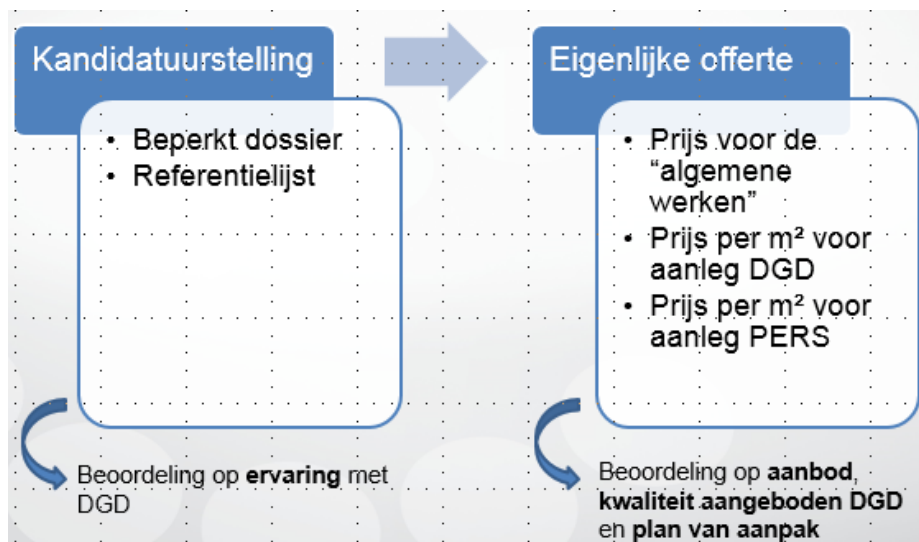 Kandidatuurstelling
• Beperkt dossier
• Referentielijst
Beoordeling op ervaring met
DGD
Eigenlijke offerte
• Prijs voor de
“algemene
werken”
• Prijs per m² voor
aanleg DGD
• Prijs per m² voor
aanleg PERS
Beoordeling op aanbod,
kwaliteit aangeboden DGD
en plan van aanpak